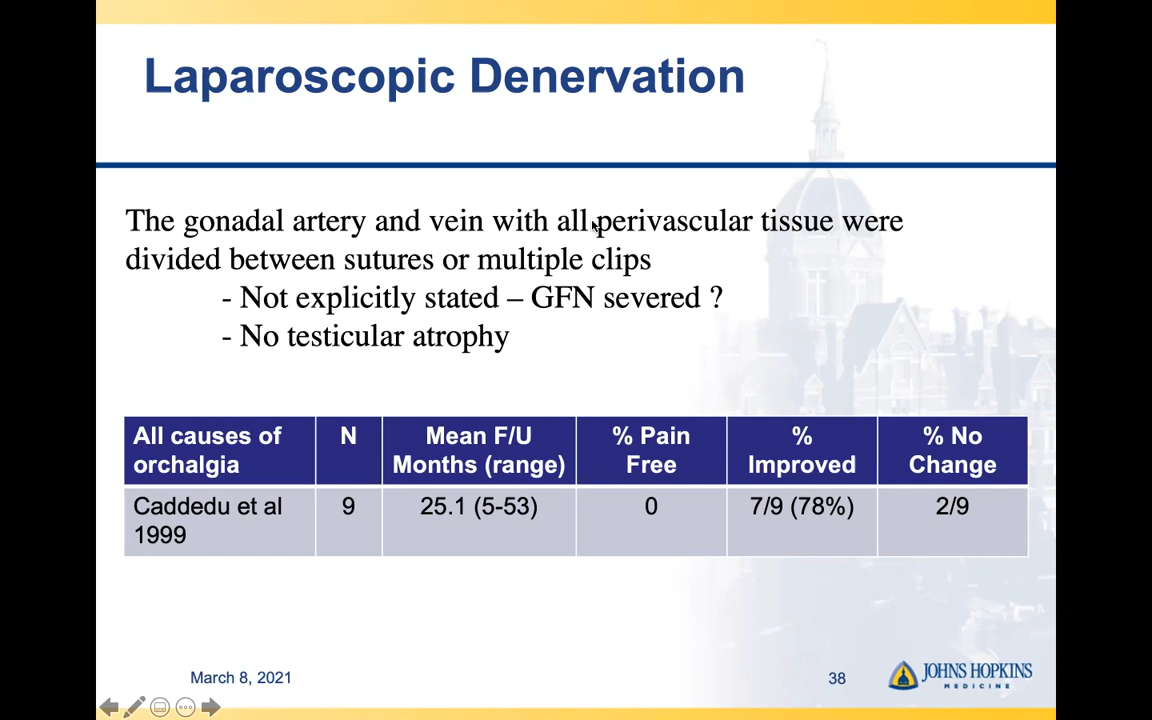 Laparoscopic Denervation
The gonadal artery and vein with all perivascular tissue were
divided between sutures or multiple clips
- Not explicitly stated – GFN severed ?
- No testicular atrophy
All causes of orchalgia
N
Mean F/U Months (range)
% Pain Free
% Improved
% No Change
Caddedu et al 1999
9
25.1 (5-53)
0
7/9 (78%)
2/9
March 8, 2021
38
JOHNS HOPKINS
MEDICINE